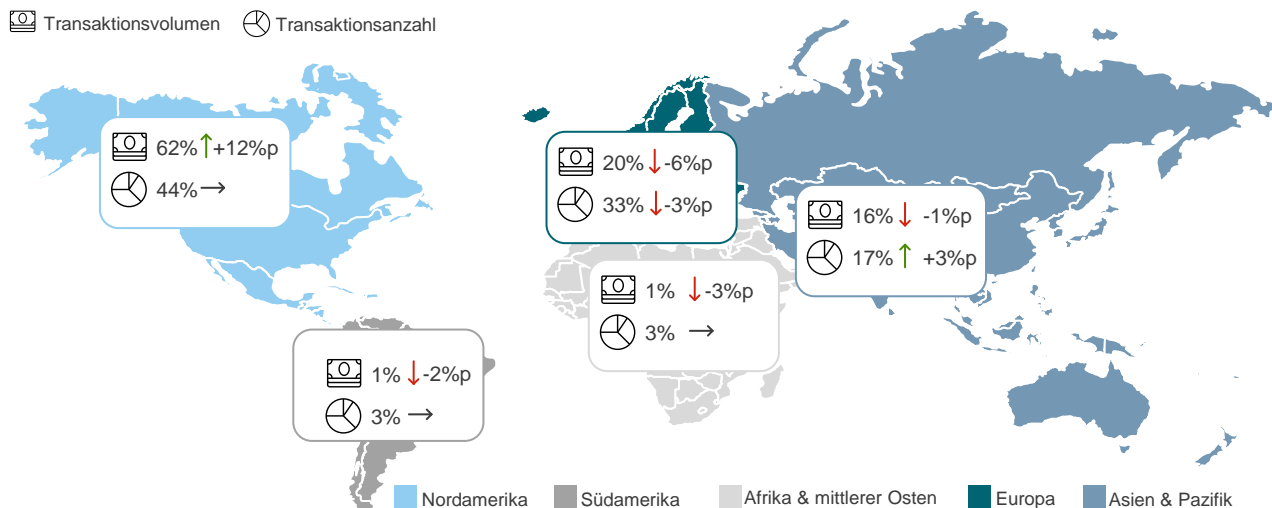 Transaktionsvolumen Transaktionsanzahl
62% ↑ +12%p
44% →
20% ↓ -6%p
33% ↓ -3%p
16% ↓ -1%p
17% ↑ +3%p
1% ↓ -3%p
3% →
1% ↓ -2%p
3% →
Nordamerika Südamerika Afrika & mittlerer Osten Europa Asien & Pazifik